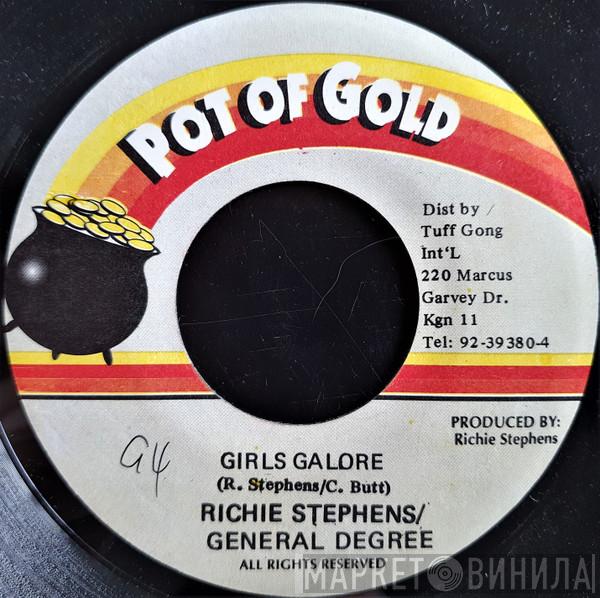 POT OF GOLD
Dist by
Tuff Gong
Int'L
220 Marcus
Garvey Dr.
Kgn 11
Tel: 92-39380-4
PRODUCED BY:
Richie Stephens
G4
GIRLS GALORE
(R. Stephens/C. Butt)
RICHIE STEPHENS/
GENERAL DEGREE
ALL RIGHTS RESERVED
МАРКЕТ ВИНИЛА